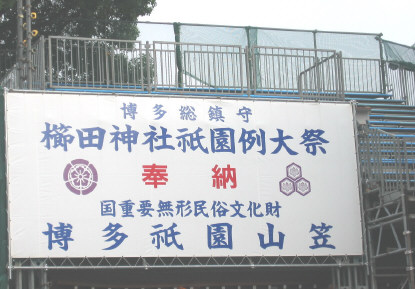 博多総鎮守
櫛田神社祇園例大祭
奉納
国重要無形民俗文化財
博多祇園山笠